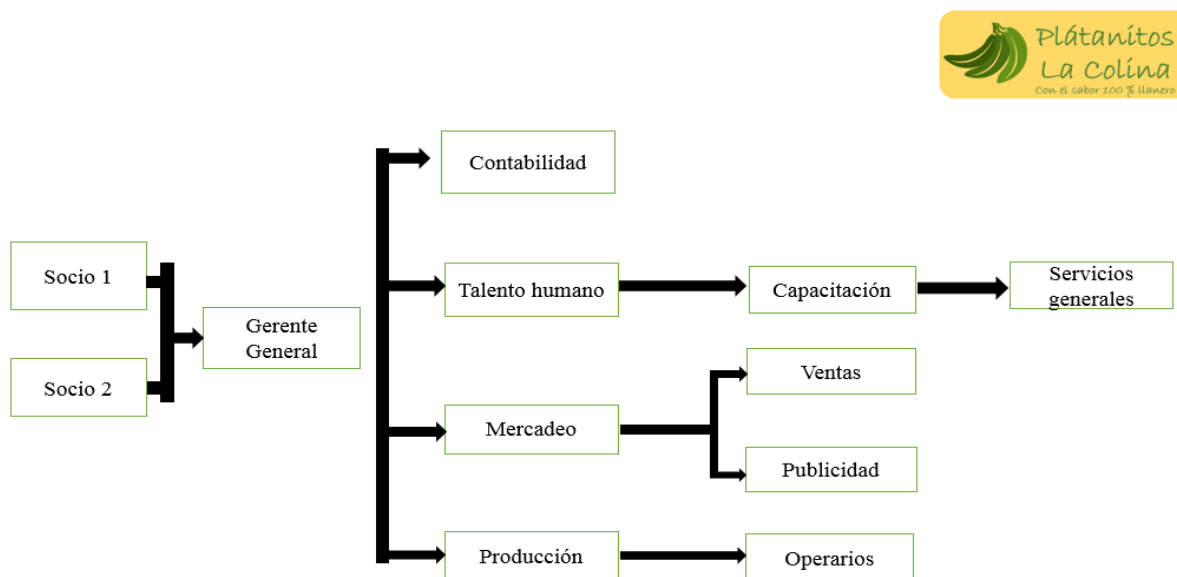 Plátanitos
La Colina
Con el sabor 100 % llanero
Contabilidad
Socio 1
Talento humano
Capacitación
Servicios
generales
Gerente
General
Socio 2
Ventas
Mercadeo
Publicidad
Producción
Operarios